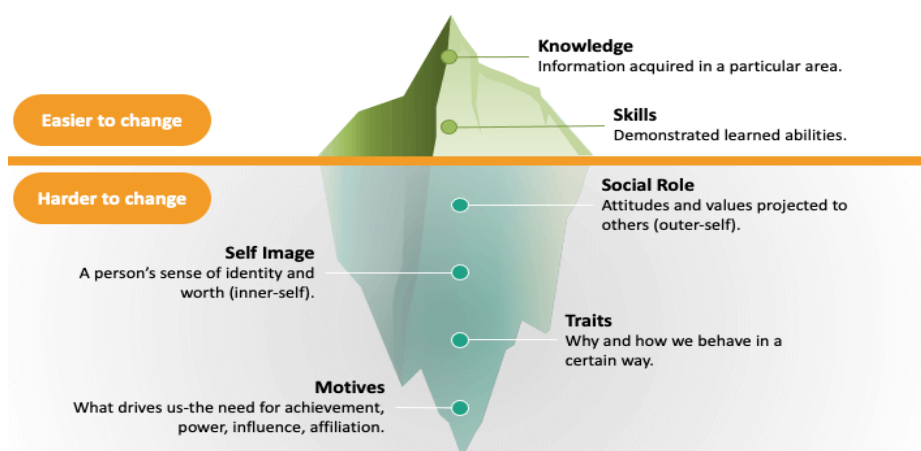 Knowledge
Information acquired in a particular area.
Easier to change
Skills
Demonstrated learned abilities.
Harder to change
Social Role
Attitudes and values projected to
others (outer-self).
Self Image
A person's sense of identity and
worth (inner-self).
Traits
Why and how we behave in a
certain way.
Motives
What drives us-the need for achievement,
power, influence, affiliation.